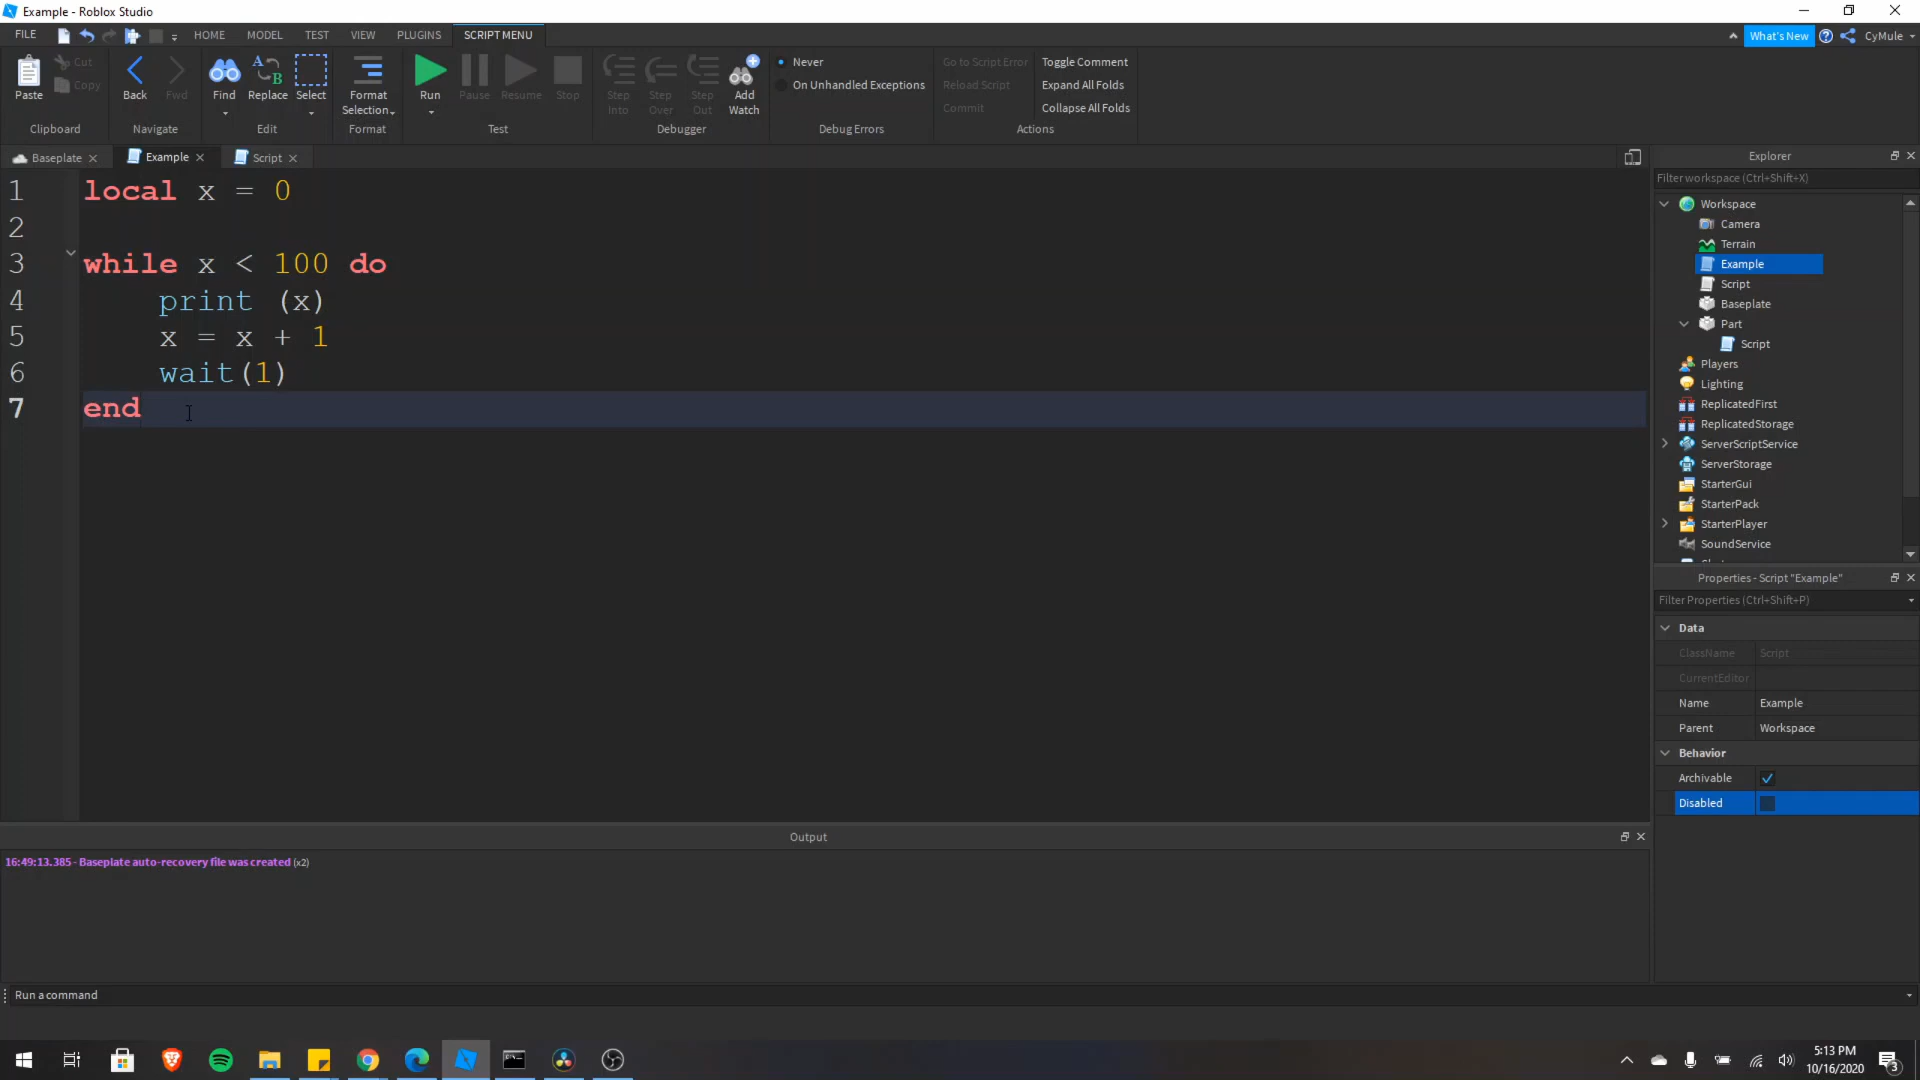 Example - Roblox Studio
FILE HOME MODEL TEST VIEW PLUGINS SCRIPT MENU What's New CyMule
Paste Cut Copy Back Fwd Find Replace Select Format Selection Run Pause Resume Stop Step Into Step Over Step Out Add Watch
Never
On Unhandled Exceptions
Go to Script Error
Reload Script
Commit
Toggle Comment
Expand All Folds
Collapse All Folds
Clipboard Navigate Edit Format Test Debugger Debug Errors Actions
Baseplate Example Script
1 local x = 0
2
3 while x < 100 do
4 print (x)
5 x = x + 1
6 wait(1)
7 end
Explorer
Filter workspace (Ctrl+Shift+X)
Workspace
Camera
Terrain
Example
Script
Baseplate
Part
Script
Players
Lighting
ReplicatedFirst
ReplicatedStorage
ServerScriptService
ServerStorage
StarterGui
StarterPack
StarterPlayer
SoundService
Properties - Script "Example"
Filter Properties (Ctrl+Shift+P)
Data
ClassName Script
CurrentEditor
Name Example
Parent Workspace
Behavior
Archivable
Disabled
Output
16:49:13.385 - Baseplate auto-recovery file was created (x2)
Run a command
5:13 PM
10/16/2020
3